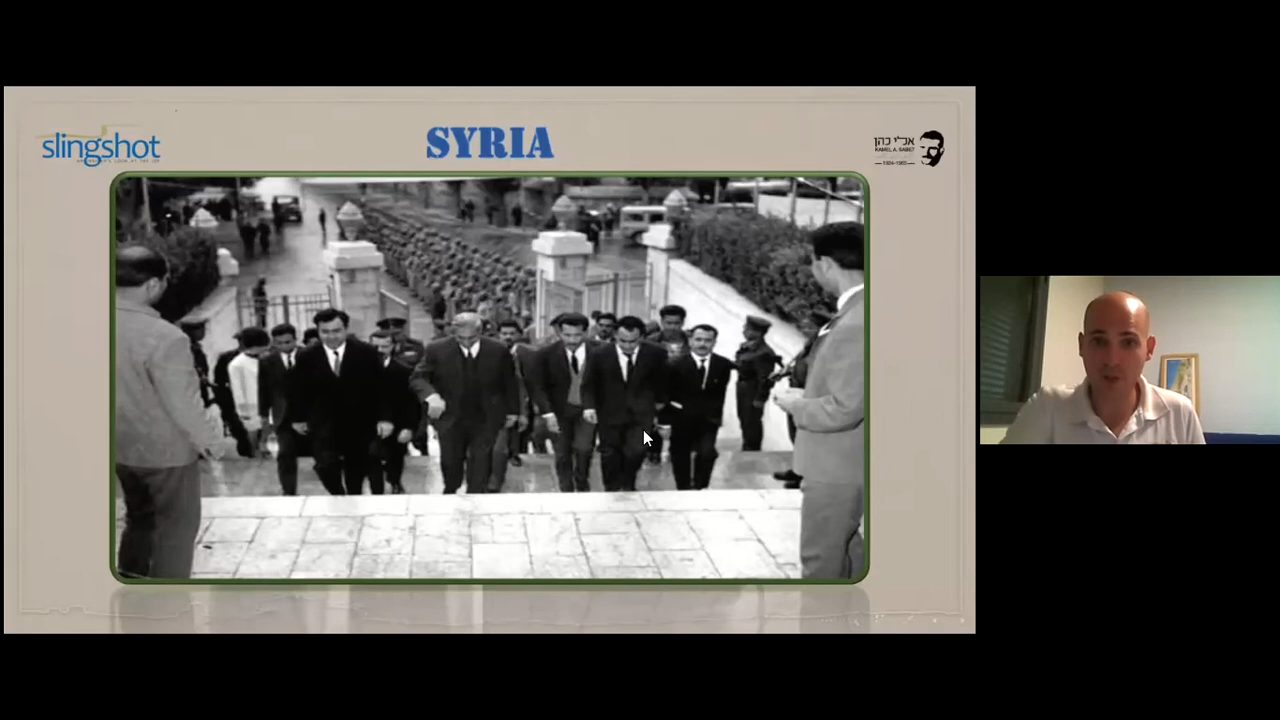 slingshot
SYRIA
אלי כהן
KAMEL A. SABET
1924-1965